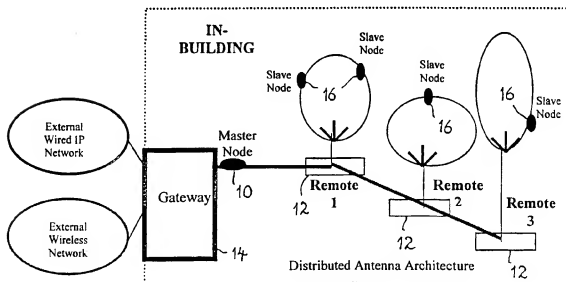 IN-
BUILDING
Slave
Node
Slave
Node
16
Slave
Node
16
16
Slave
Node
External
Wired IP
Network
Master
Node
10
Gateway
14
External
Wireless
Network
12
Remote
1
Remote
2
12
Remote
3
12
Distributed Antenna Architecture